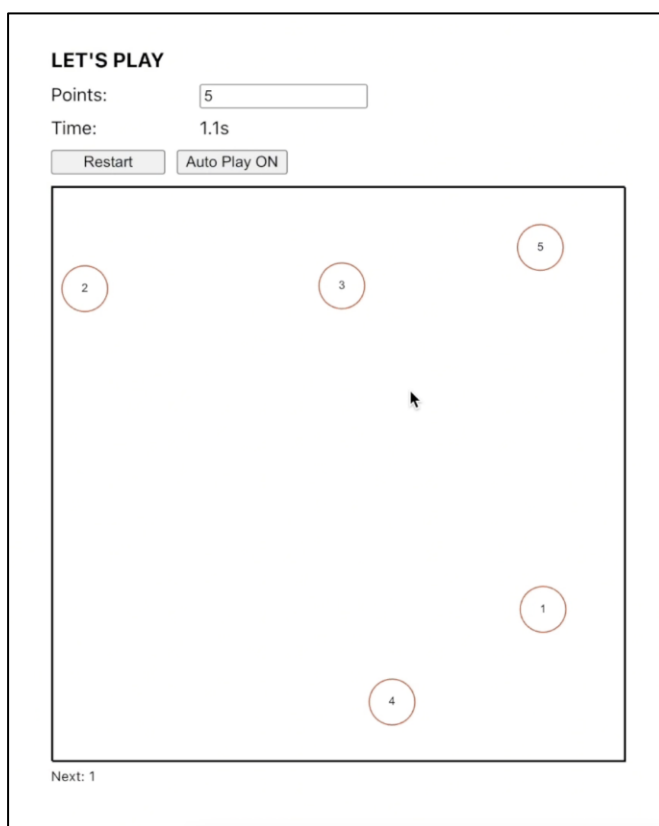 LET'S PLAY
Points: 5
Time: 1.1s
Restart Auto Play ON
5
2 3
1
4
Next: 1